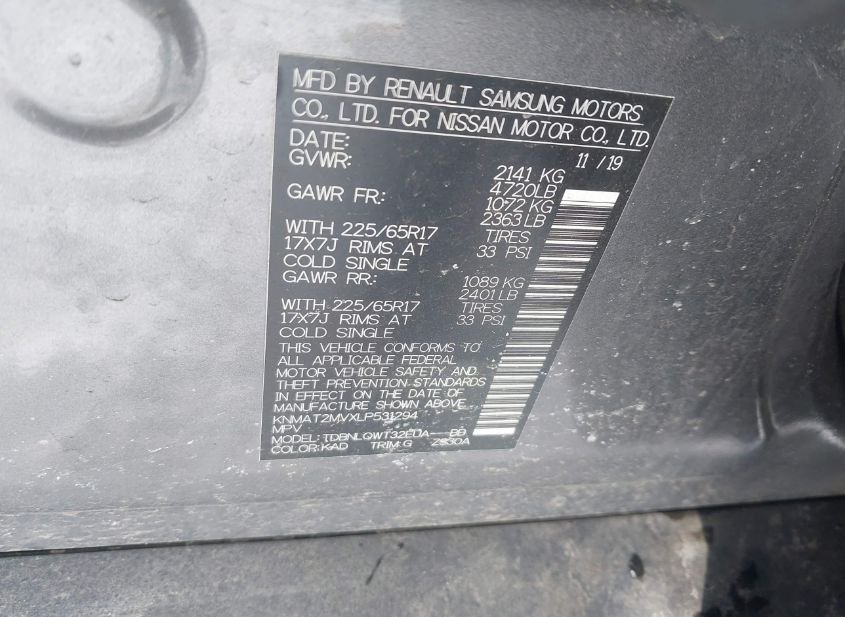 MFD BY RENAULT SAMSUNG MOTORS
CO., LTD. FOR NISSAN MOTOR CO., LTD.
DATE: 11 / 19
GVWR: 2141 KG
4720LB
GAWR FR: 1072 KG
2363 LB
WITH 225/65R17 TIRES
17X7J RIMS AT 33 PSI
COLD SINGLE
GAWR RR: 1089 KG
2401LB
WITH 225/65R17 TIRES
17X7J RIMS AT 33 PSI
COLD SINGLE
THIS VEHICLE CONFORMS TO
ALL APPLICABLE FEDERAL
MOTOR VEHICLE SAFETY AND
THEFT PREVENTION STANDARDS
IN EFFECT ON THE DATE OF
MANUFACTURE SHOWN ABOVE.
KNMAT2MVXLP531294
MPV
MODEL:
COLOR: KAD TRIM: G